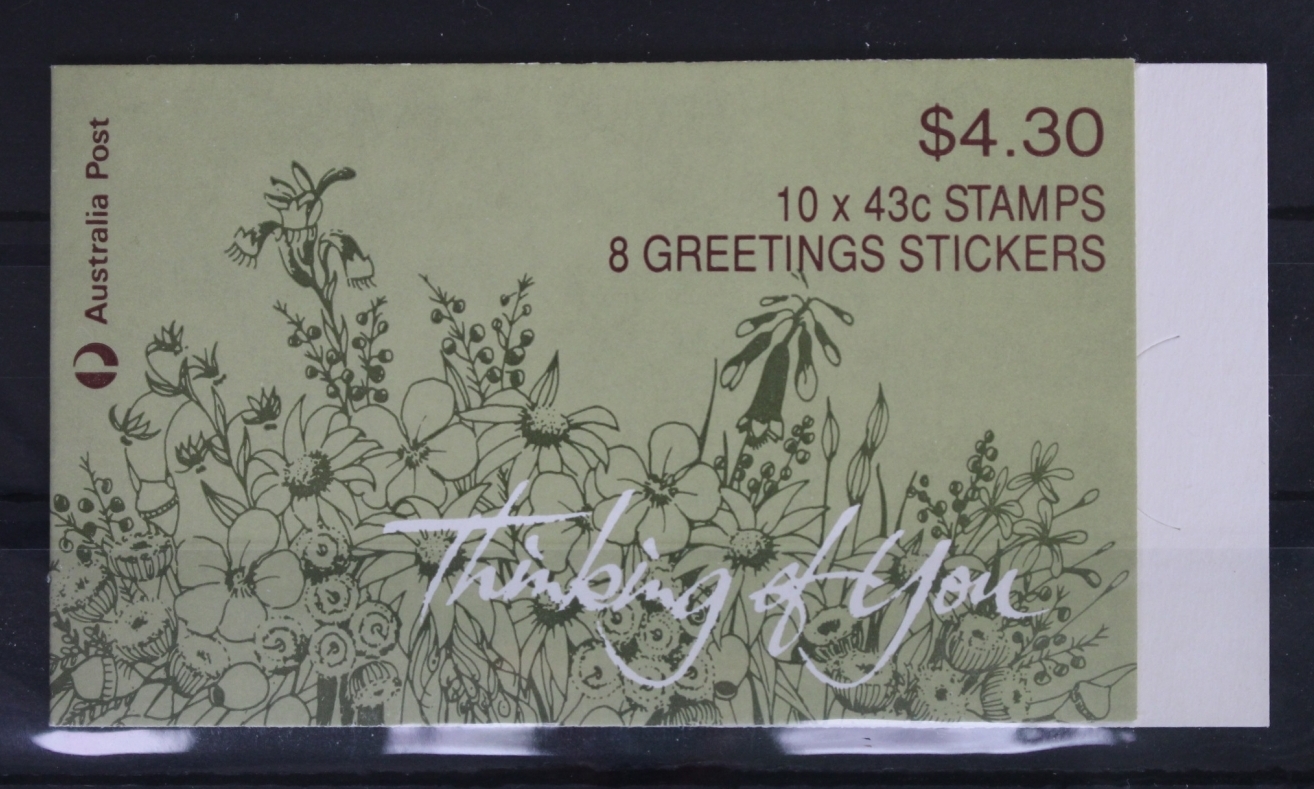 Australia Post
$4.30
10 x 43c STAMPS
8 GREETINGS STICKERS
Thinking of You